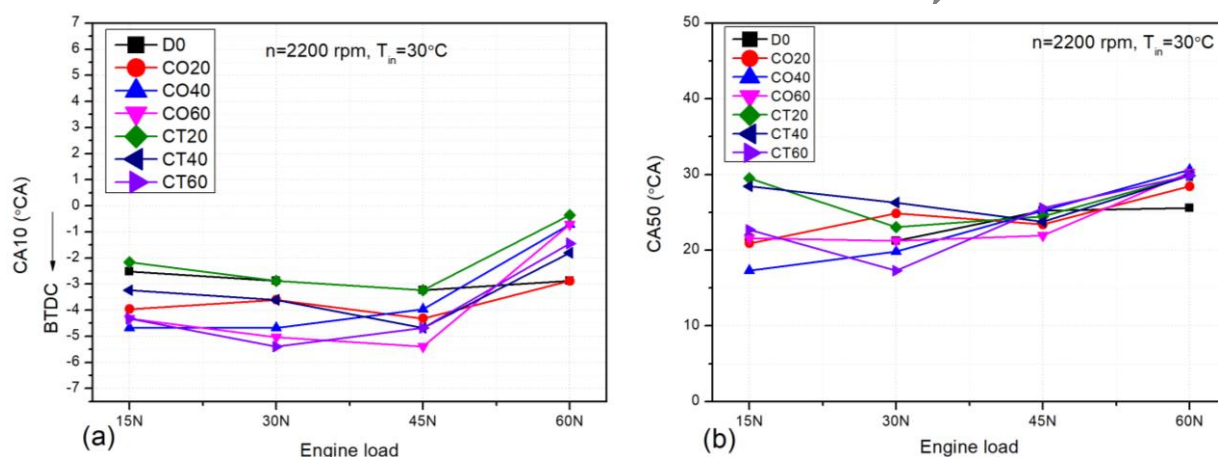 7
6
5
4
3
2
1
0
-1
-2
-3
-4
-5
-6
-7
CA10 (°CA)
BTDC
D0
CO20
CO40
CO60
CT20
CT40
CT60
n=2200 rpm, Tin=30°C
15N 30N 45N 60N
(a)
Engine load
50
40
30
20
10
0
CA50 (°CA)
D0
CO20
CO40
CO60
CT20
CT40
CT60
n=2200 rpm, Tin=30°C
15N 30N 45N 60N
(b)
Engine load